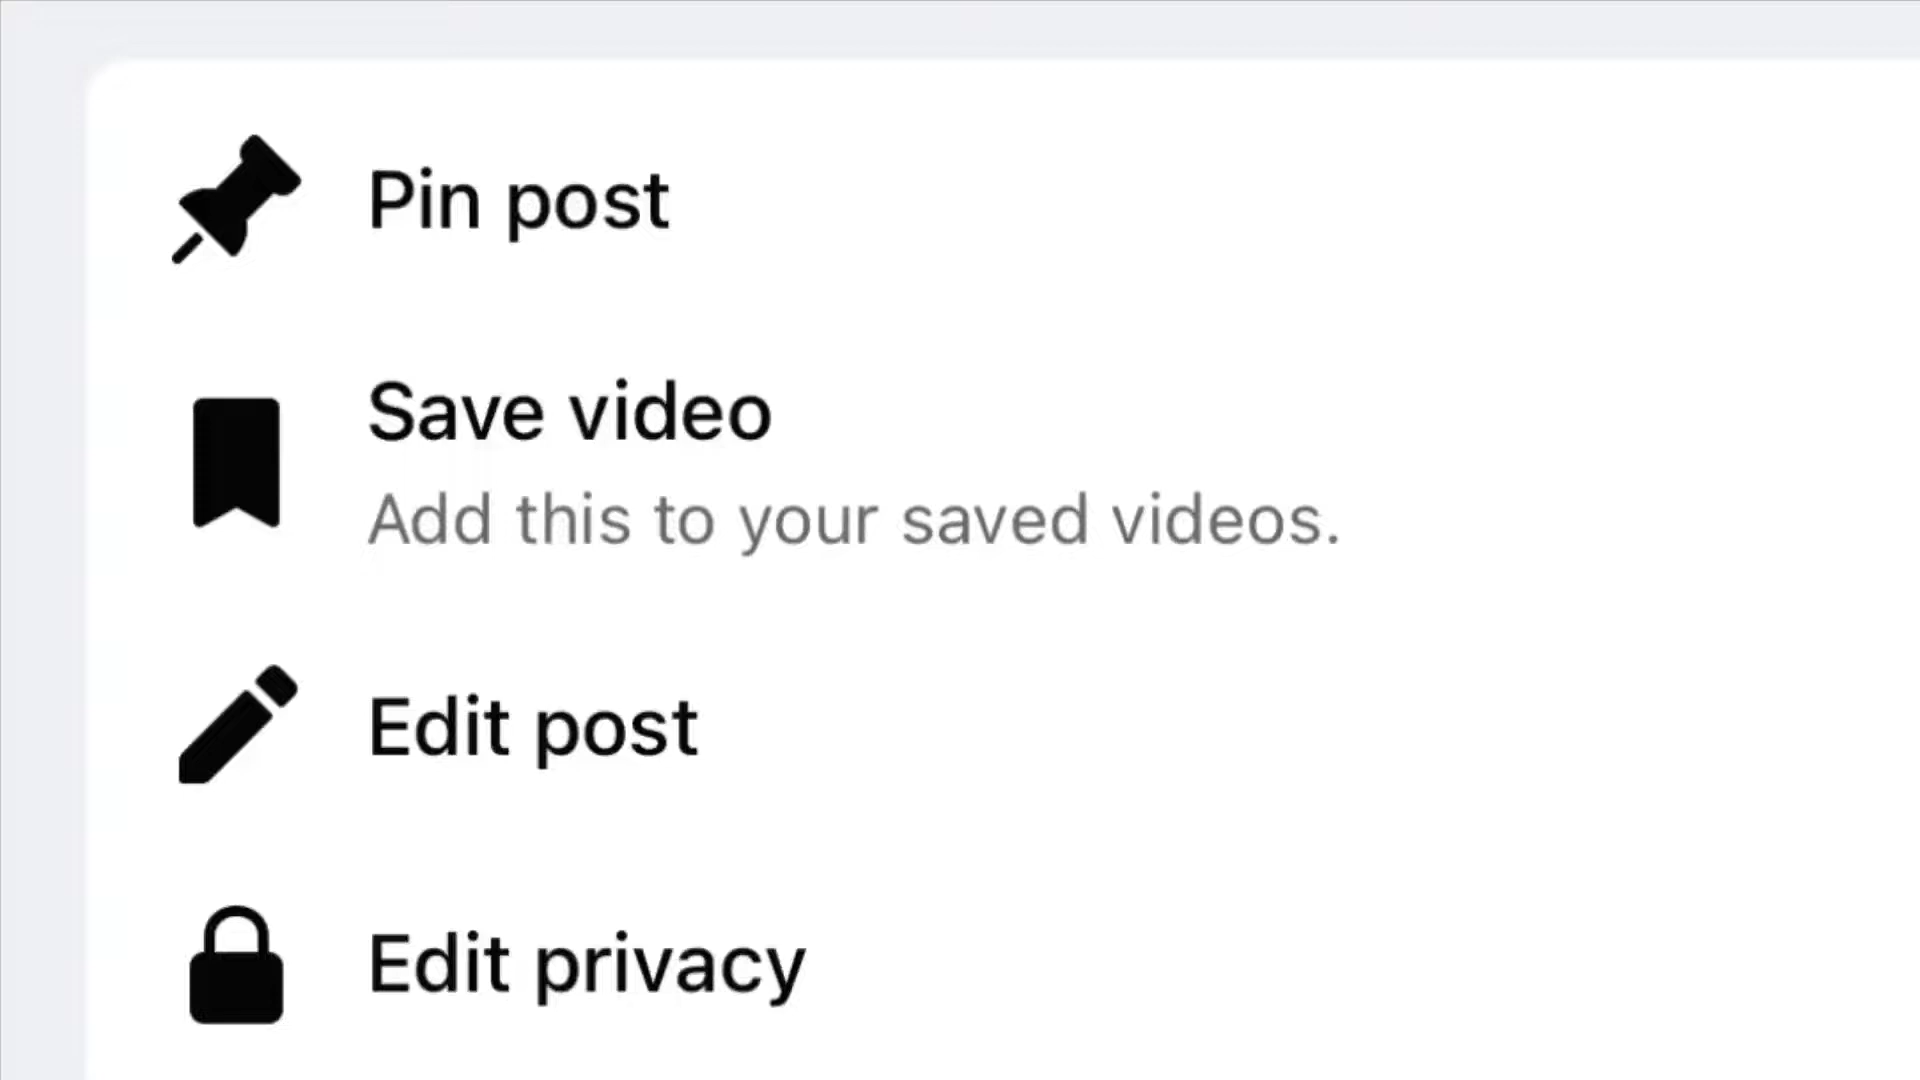 Pin post
Save video
Add this to your saved videos.
Edit post
Edit privacy